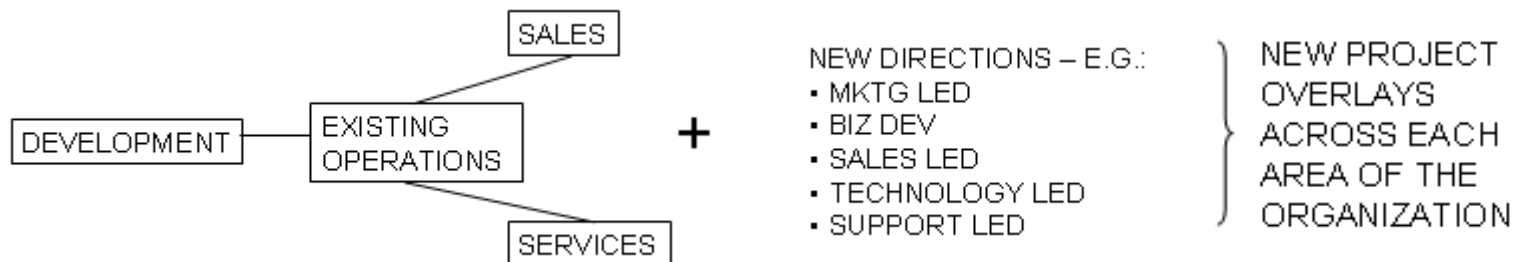 SALES
DEVELOPMENT
EXISTING
OPERATIONS
SERVICES
+
NEW DIRECTIONS – E.G.:
▪ MKTG LED
▪ BIZ DEV
▪ SALES LED
▪ TECHNOLOGY LED
▪ SUPPORT LED
NEW PROJECT
OVERLAYS
ACROSS EACH
AREA OF THE
ORGANIZATION